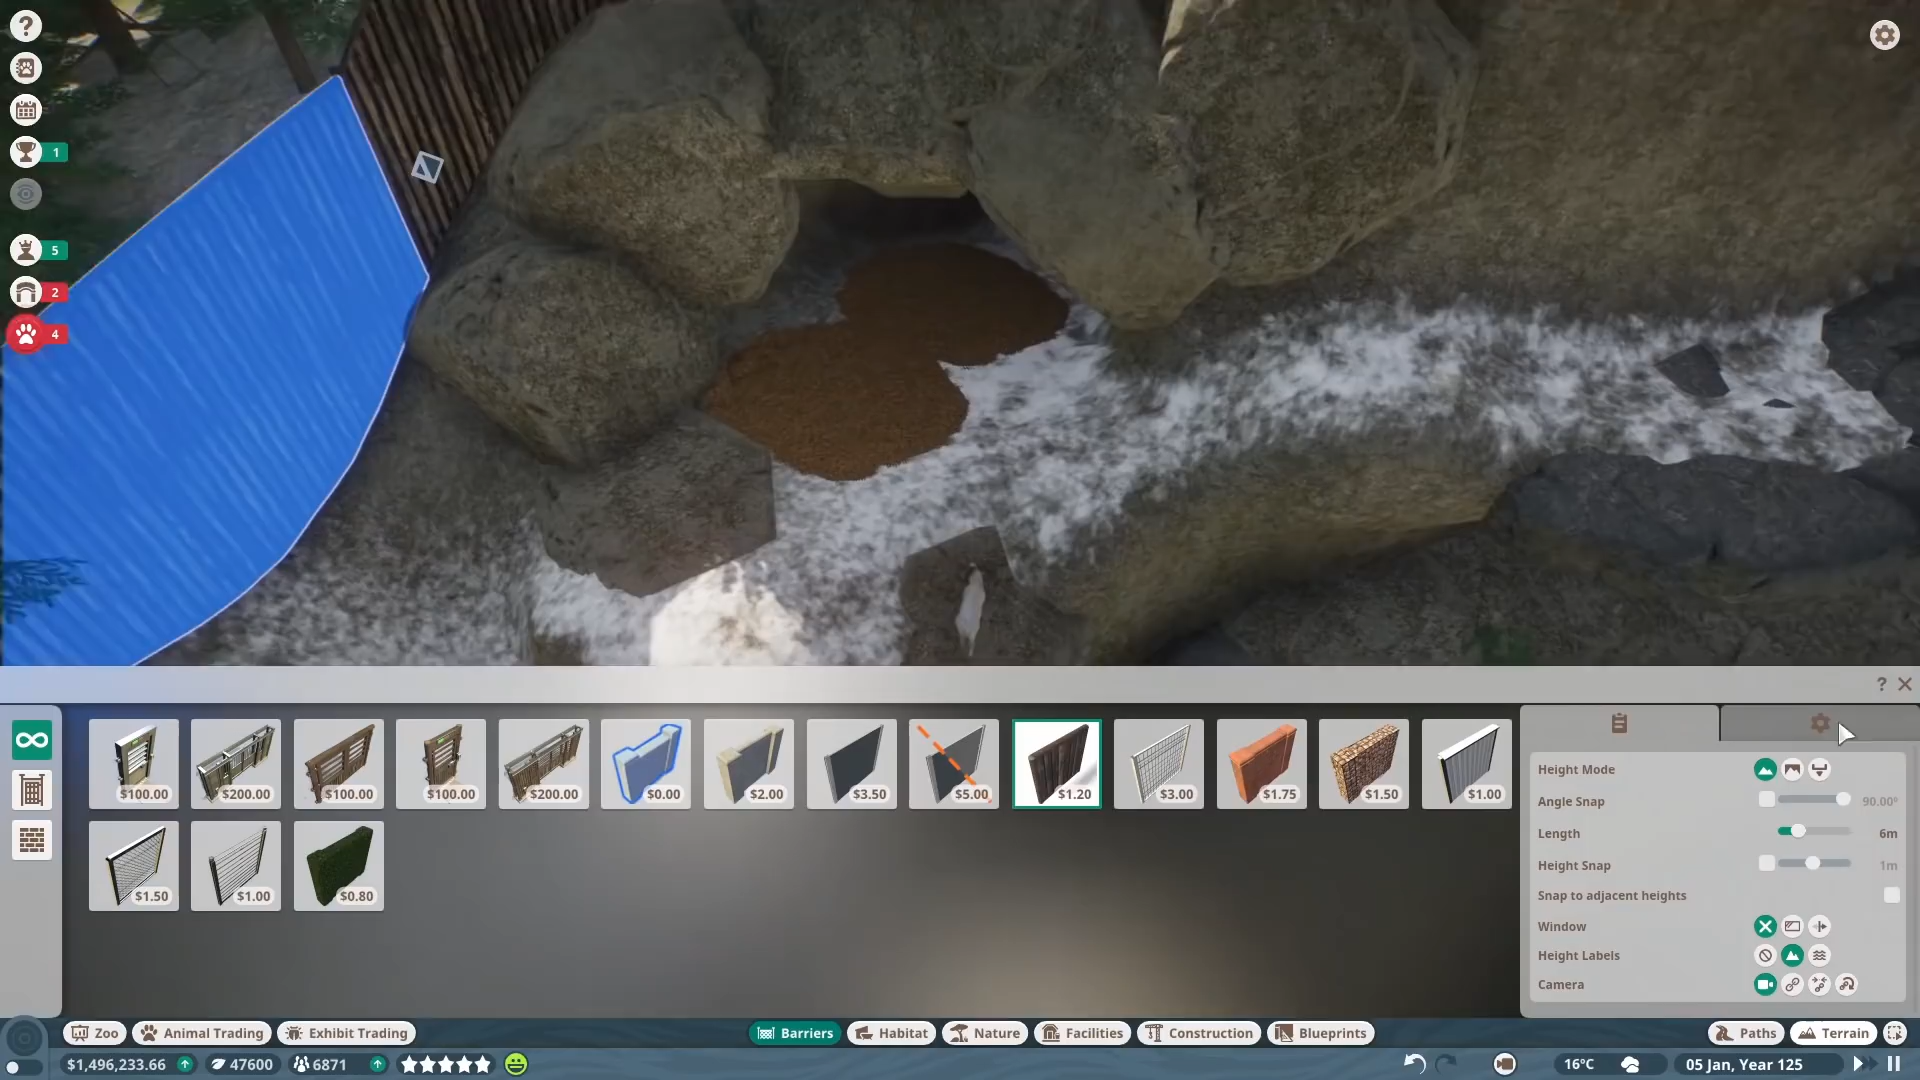 ?
1
5
2
4
?
$100.00 $200.00 $100.00 $100.00 $200.00 $0.00 $2.00 $3.50 $5.00 $1.20 $3.00 $1.75 $1.50 $1.00
$1.50 $1.00 $0.80
Height Mode
Angle Snap 90.00°
Length 6m
Height Snap 1m
Snap to adjacent heights
Window
Height Labels
Camera
Zoo Animal Trading Exhibit Trading Barriers Habitat Nature Facilities Construction Blueprints Paths Terrain
$1,496,233.66 47600 6871 16°C 05 Jan, Year 125